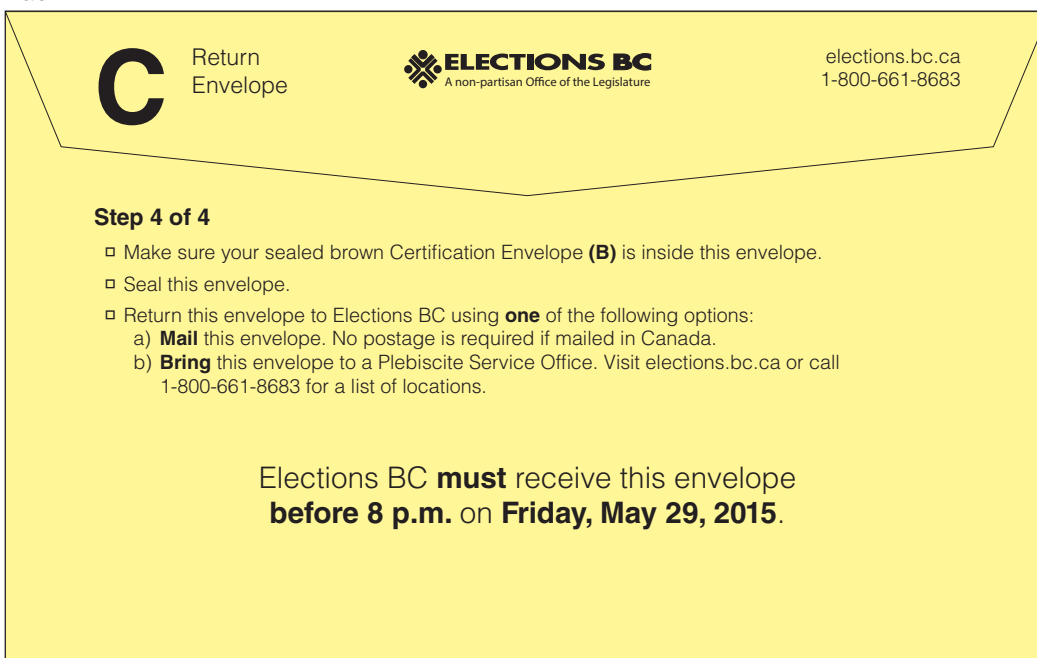 C
Return
Envelope
ELECTIONS BC
A non-partisan Office of the Legislature
elections.bc.ca
1-800-661-8683
Step 4 of 4
Make sure your sealed brown Certification Envelope (B) is inside this envelope.
Seal this envelope.
Return this envelope to Elections BC using one of the following options:
a) Mail this envelope. No postage is required if mailed in Canada.
b) Bring this envelope to a Plebiscite Service Office. Visit elections.bc.ca or call
1-800-661-8683 for a list of locations.
Elections BC must receive this envelope
before 8 p.m. on Friday, May 29, 2015.